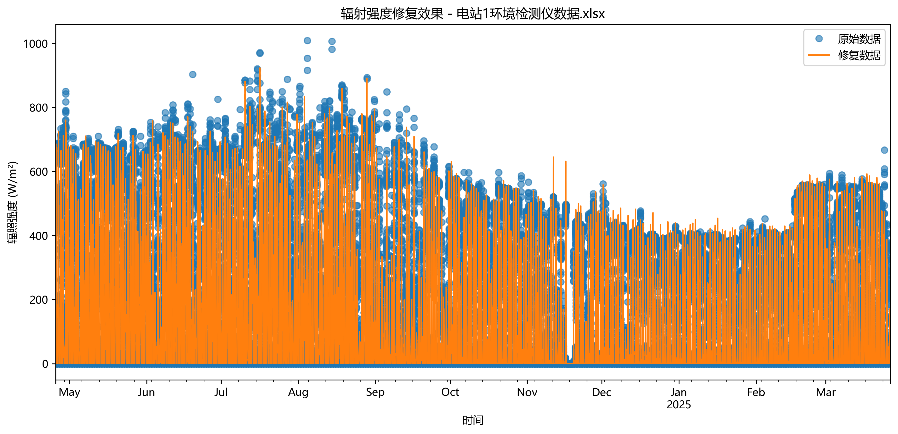 辐射强度修复效果 - 电站1环境检测仪数据.xlsx
原始数据
修复数据
辐照强度 (W/m²)
1000
800
600
400
200
0
May Jun Jul Aug Sep Oct Nov Dec Jan Feb Mar
2025
时间